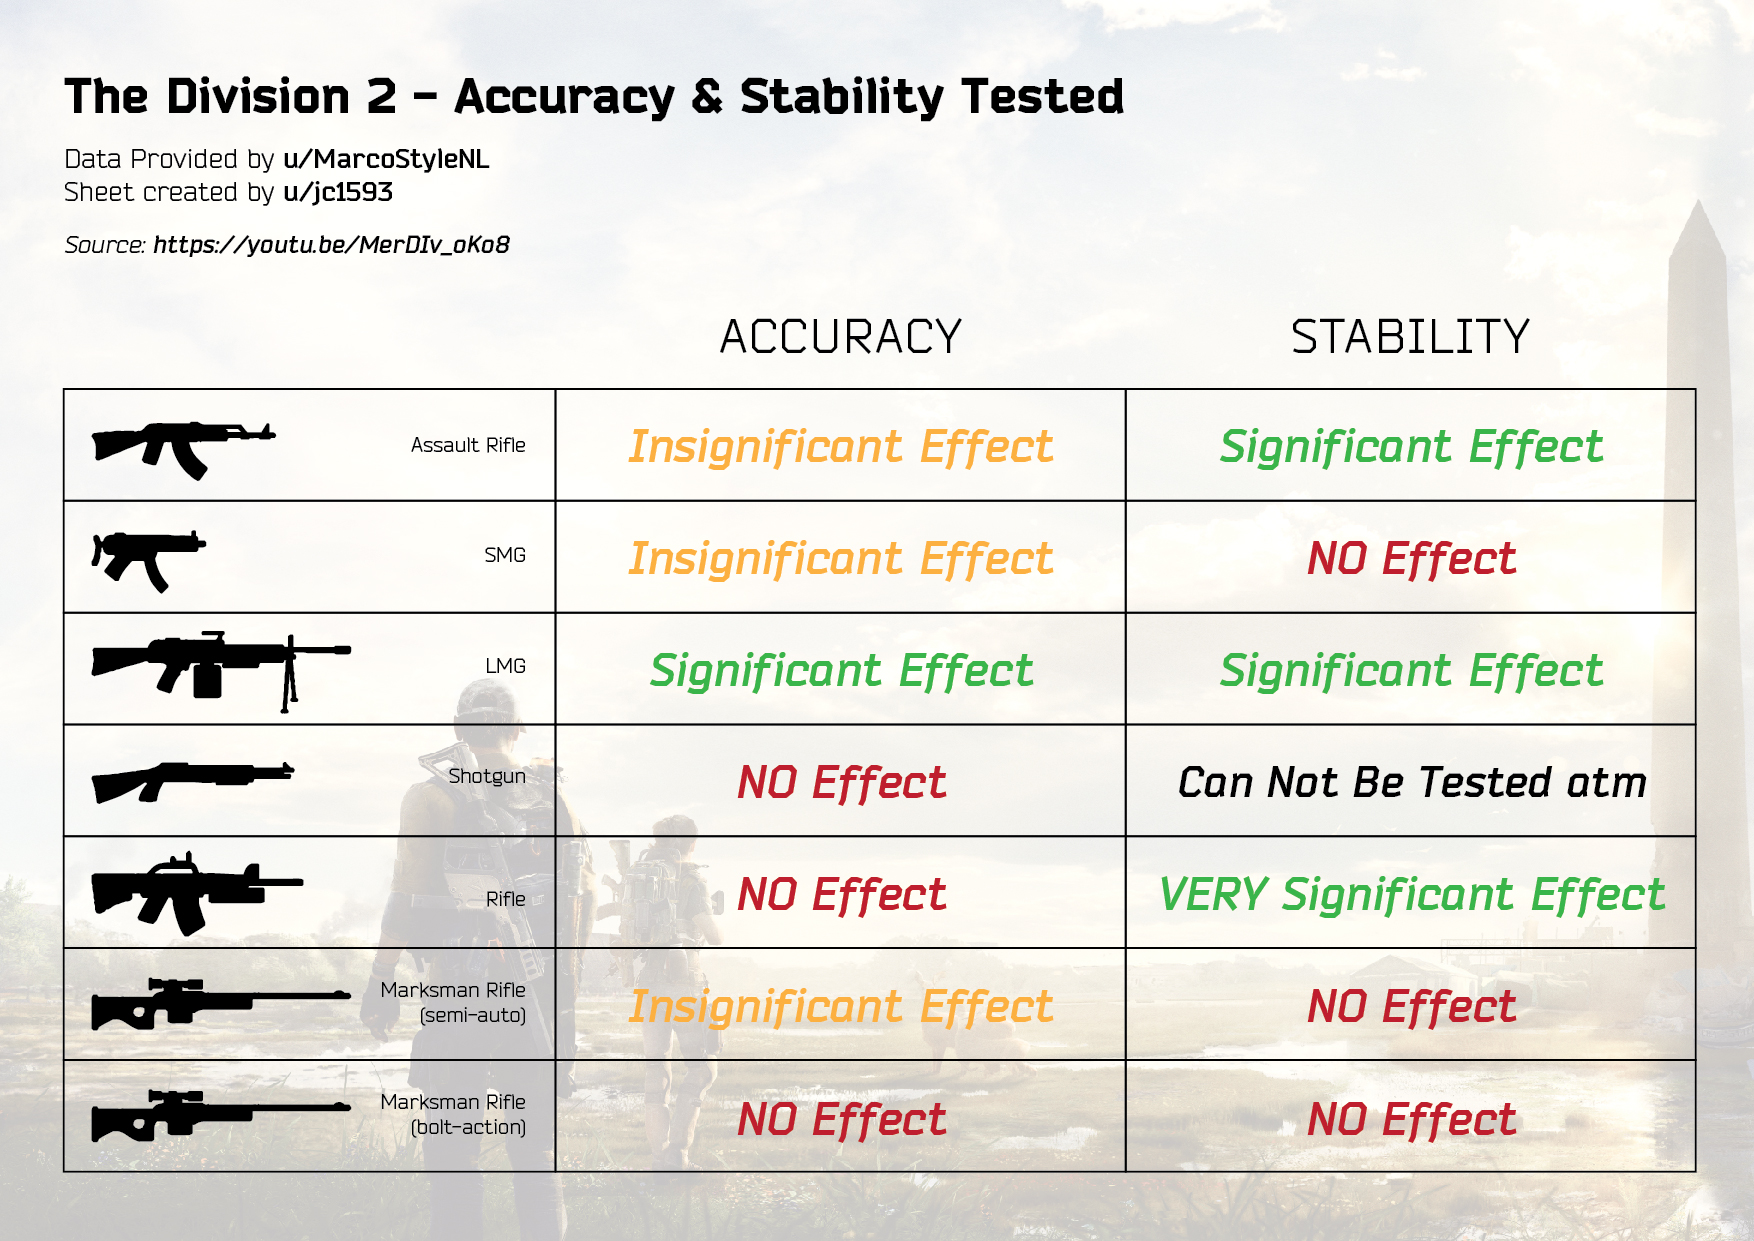 The Division 2 - Accuracy & Stability Tested
Data Provided by u/MarcoStyleNL
Sheet created by u/jc1593
Source: https://youtu.be/MerDIv_oKo8
ACCURACY STABILITY
Assault Rifle Insignificant Effect Significant Effect
SMG Insignificant Effect NO Effect
LMG Significant Effect Significant Effect
Shotgun NO Effect Can Not Be Tested atm
Rifle NO Effect VERY Significant Effect
Marksman Rifle
(semi-auto) Insignificant Effect NO Effect
Marksman Rifle
(bolt-action) NO Effect NO Effect